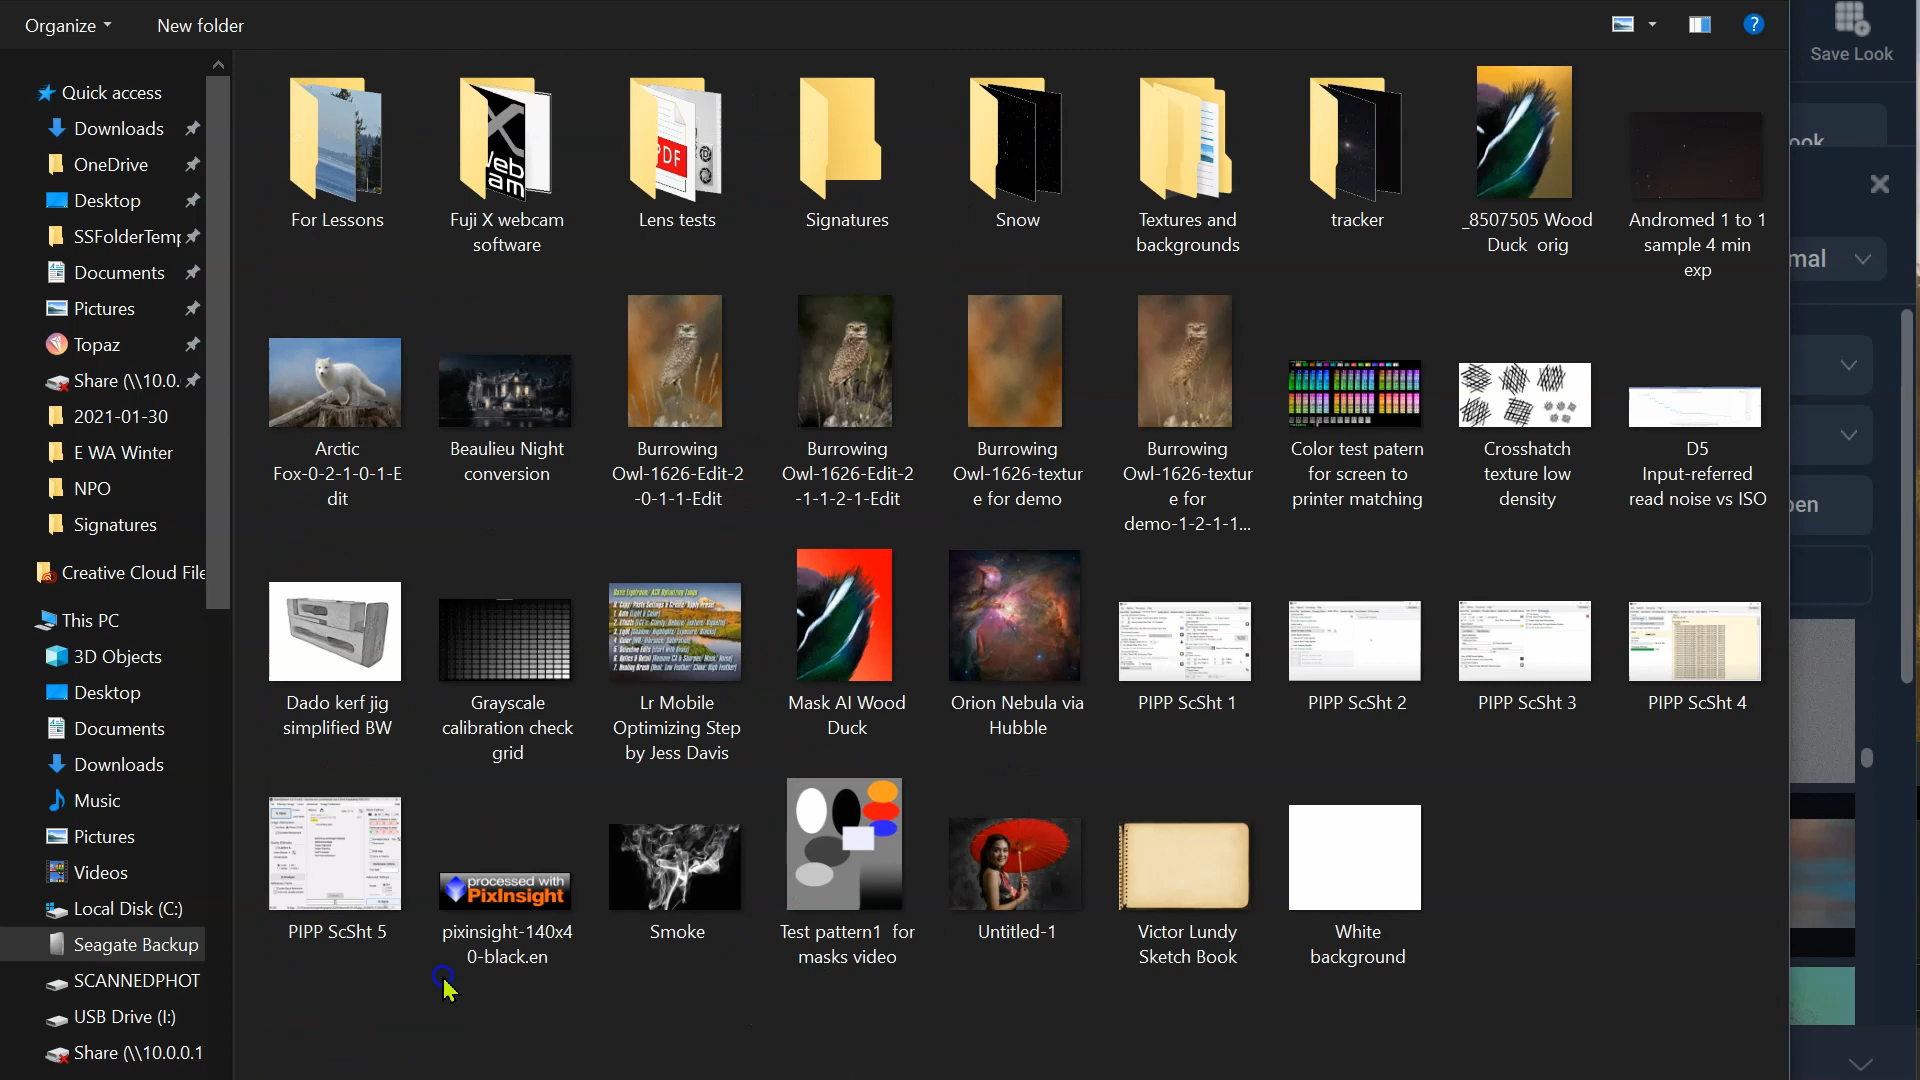 Organize
New folder
Save Look
Quick access
Downloads
OneDrive
Desktop
SSFolderTemp
Documents
Pictures
Topaz
Share (\\10.0.
2021-01-30
E WA Winter
NPO
Signatures
Creative Cloud File
This PC
3D Objects
Desktop
Documents
Downloads
Music
Pictures
Videos
Local Disk (C:)
Seagate Backup
SCANNEDPHOT
USB Drive (I:)
Share (\\10.0.0.1
For Lessons
Fuji X webcam
software
Lens tests
PDF
Signatures
Snow
Textures and
backgrounds
tracker
_8507505 Wood
Duck orig
Andromed 1 to 1
sample 4 min
exp
Arctic
Fox-0-2-1-0-1-E
dit
Beaulieu Night
conversion
Burrowing
Owl-1626-Edit-2
-0-1-1-Edit
Burrowing
Owl-1626-Edit-2
-1-1-2-1-Edit
Burrowing
Owl-1626-textur
e for demo
Burrowing
Owl-1626-textur
e for
demo-1-2-1-1...
Color test patern
for screen to
printer matching
Crosshatch
texture low
density
D5
Input-referred
read noise vs ISO
Dado kerf jig
simplified BW
Grayscale
calibration check
grid
Lr Mobile
Optimizing Step
by Jess Davis
Mask AI Wood
Duck
Orion Nebula via
Hubble
PIPP ScSht 1
PIPP ScSht 2
PIPP ScSht 3
PIPP ScSht 4
PIPP ScSht 5
processed with
PixInsight
pixinsight-140x4
0-black.en
Smoke
Test pattern1 for
masks video
Untitled-1
Victor Lundy
Sketch Book
White
background